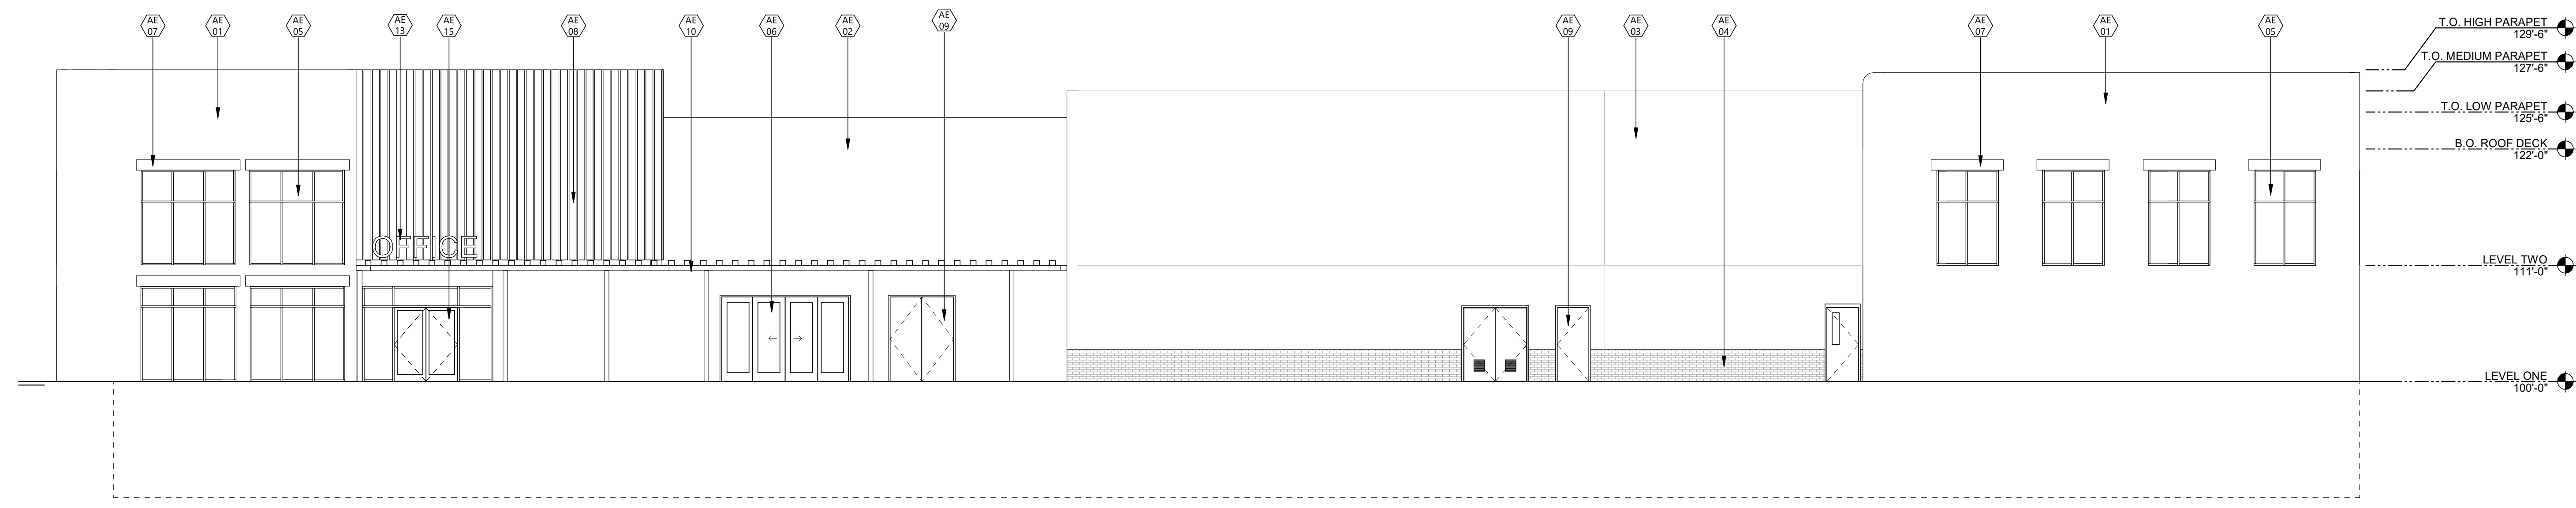 AE
07
AE
01
AE
05
AE
13
AE
15
AE
08
AE
10
AE
06
AE
02
AE
09
AE
09
AE
03
AE
04
AE
07
AE
01
AE
05
T.O. HIGH PARAPET
129'-6"
T.O. MEDIUM PARAPET
127'-6"
T.O. LOW PARAPET
125'-6"
B.O. ROOF DECK
122'-0"
OFFICE
LEVEL TWO
111'-0"
LEVEL ONE
100'-0"